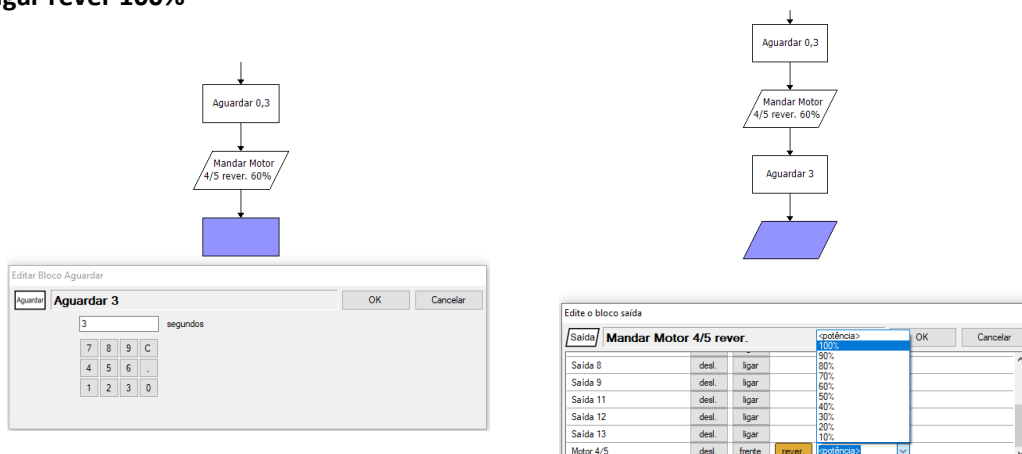 rever 100%
Aguardar 0,3
Mandar Motor
4/5 rever. 60%
Editar Bloco Aguardar
Aguardar
Aguardar 3
OK
Cancelar
3
segundos
7 8 9 C
4 5 6 .
1 2 3 0
Aguardar 0,3
Mandar Motor
4/5 rever. 60%
Aguardar 3
Edite o bloco saída
Saída
Mandar Motor 4/5 rever.
OK
Cancelar
<potência>
100%
90%
80%
70%
60%
50%
40%
30%
20%
10%
Saída 8 desl. ligar
Saída 9 desl. ligar
Saída 11 desl. ligar
Saída 12 desl. ligar
Saída 13 desl. ligar
Motor 4/5 desl. frente rever. <potência>